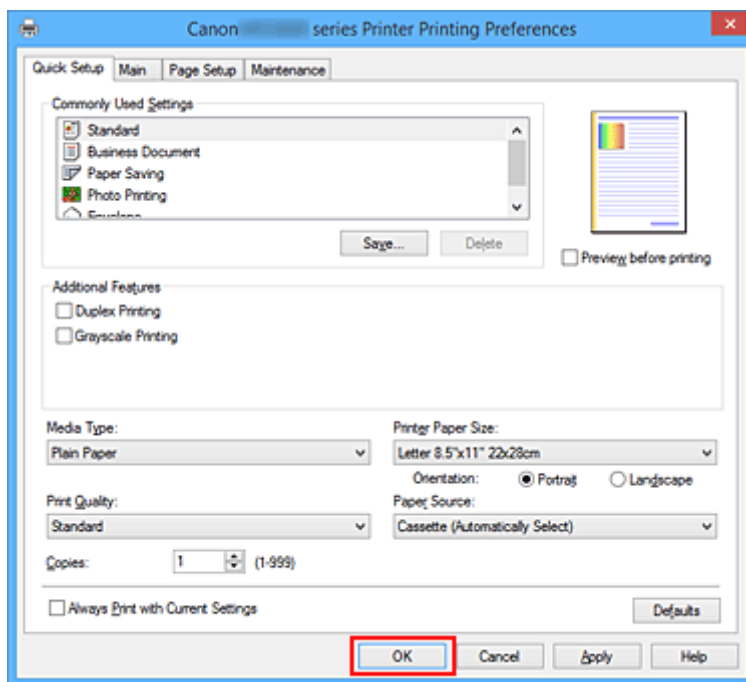 Canon series Printer Printing Preferences
Quick Setup Main Page Setup Maintenance
Commonly Used Settings
Standard
Business Document
Paper Saving
Photo Printing
Envelope
Save... Delete
Preview before printing
Additional Features
Duplex Printing
Grayscale Printing
Media Type:
Plain Paper
Printer Paper Size:
Letter 8.5"x11" 22x28cm
Orientation: Portrait Landscape
Print Quality:
Standard
Paper Source:
Cassette (Automatically Select)
Copies: 1 (1-999)
Always Print with Current Settings
Defaults
OK Cancel Apply Help